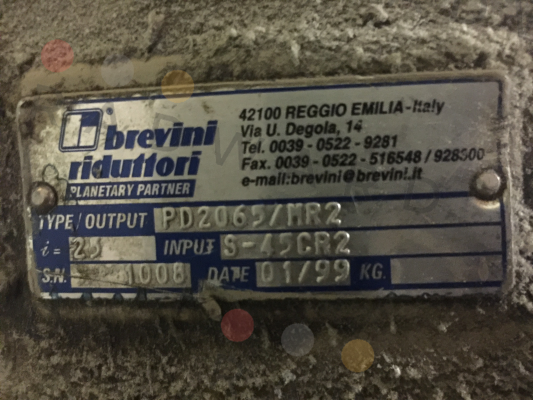 brevini
riduttori
PLANETARY PARTNER
42100 REGGIO EMILIA-Italy
Via U. Degola, 14
Tel. 0039 - 0522 - 9281
Fax. 0039 - 0522 - 516548 / 928300
e-mail:brevini@brevini.it
TYPE/OUTPUT PD2065/MR2
i= INPUT S-45CR2
S.N. 1008 DATE 01/99 KG.